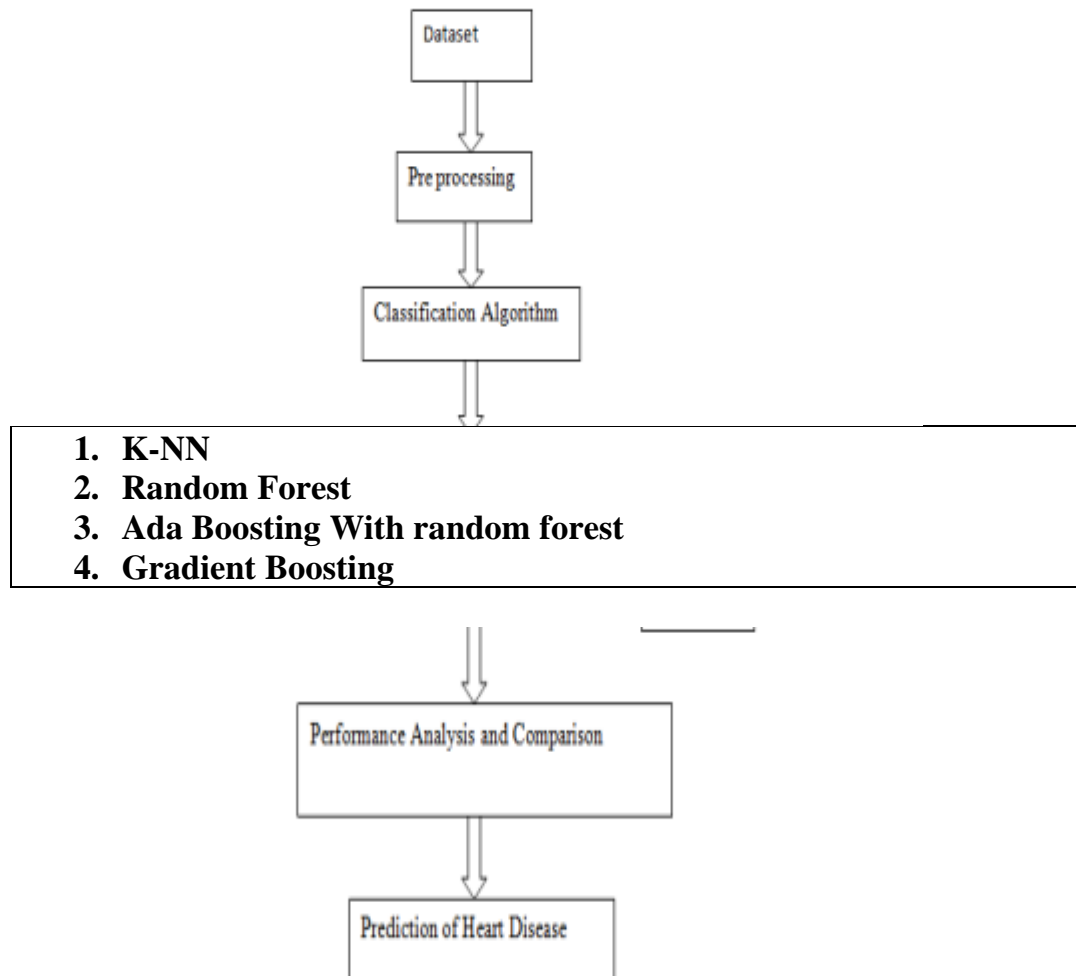 Dataset
Pre processing
Classification Algorithm
1. K-NN
2. Random Forest
3. Ada Boosting With random forest
4. Gradient Boosting
Performance Analysis and Comparison
Prediction of Heart Disease